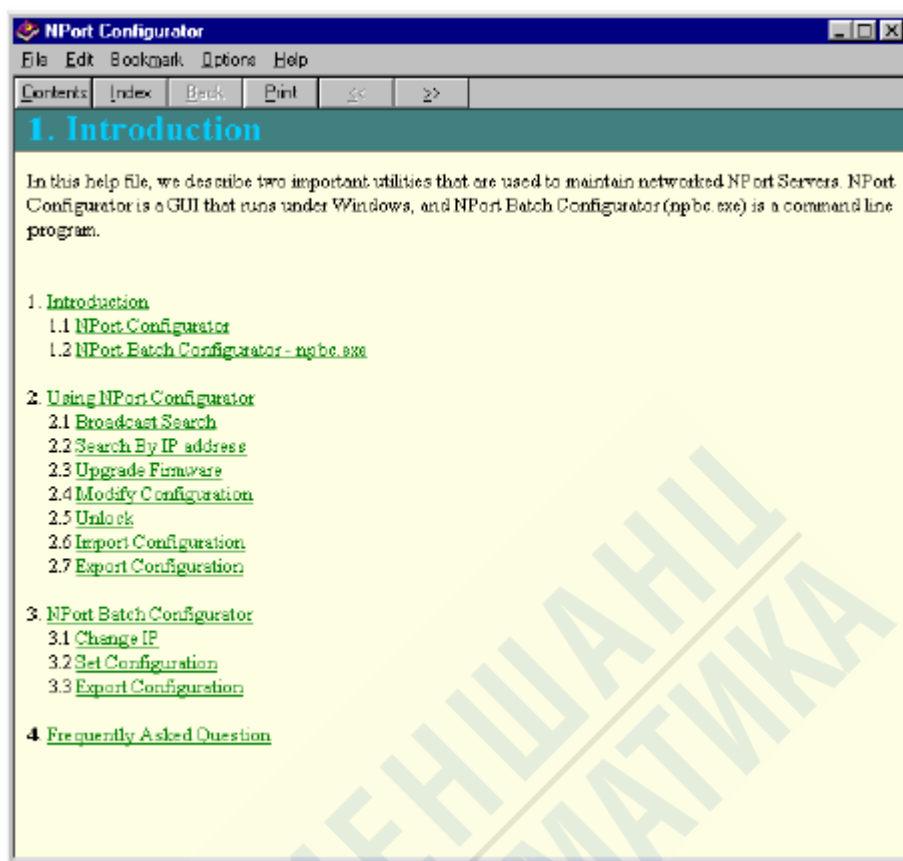 NPort Configurator
File Edit Bookmark Options Help
Contents Index Back Print << >>
1. Introduction
In this help file, we describe two important utilities that are used to maintain networked NPort Servers. NPort
Configurator is a GUI that runs under Windows, and NPort Batch Configurator (npbc.exe) is a command line
program.
1. Introduction
1.1 NPort Configurator
1.2 NPort Batch Configurator - npbc.exe
2. Using NPort Configurator
2.1 Broadcast Search
2.2 Search By IP address
2.3 Upgrade Firmware
2.4 Modify Configuration
2.5 Unlock
2.6 Import Configuration
2.7 Export Configuration
3. NPort Batch Configurator
3.1 Change IP
3.2 Set Configuration
3.3 Export Configuration
4. Frequently Asked Question